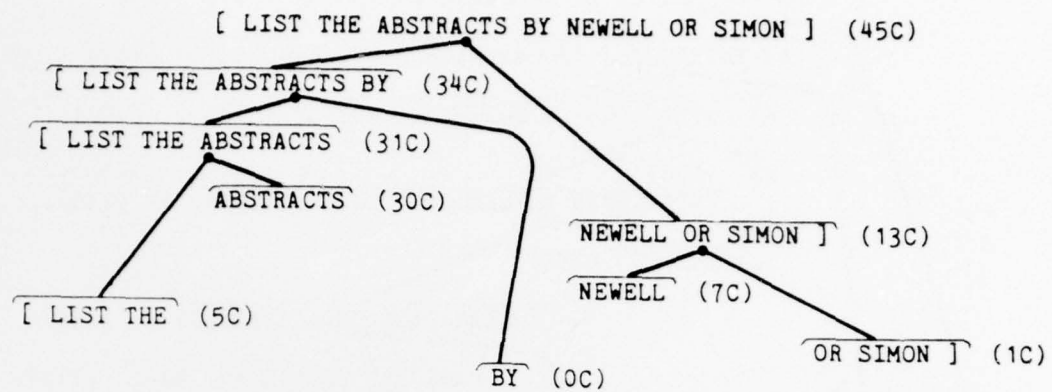 [ LIST THE ABSTRACTS BY NEWELL OR SIMON ] (45C)
[ LIST THE ABSTRACTS BY (34C)
[ LIST THE ABSTRACTS (31C)
ABSTRACTS (30C)
NEWELL OR SIMON ] (13C)
NEWELL (7C)
[ LIST THE (5C)
OR SIMON ] (1C)
BY (0C)